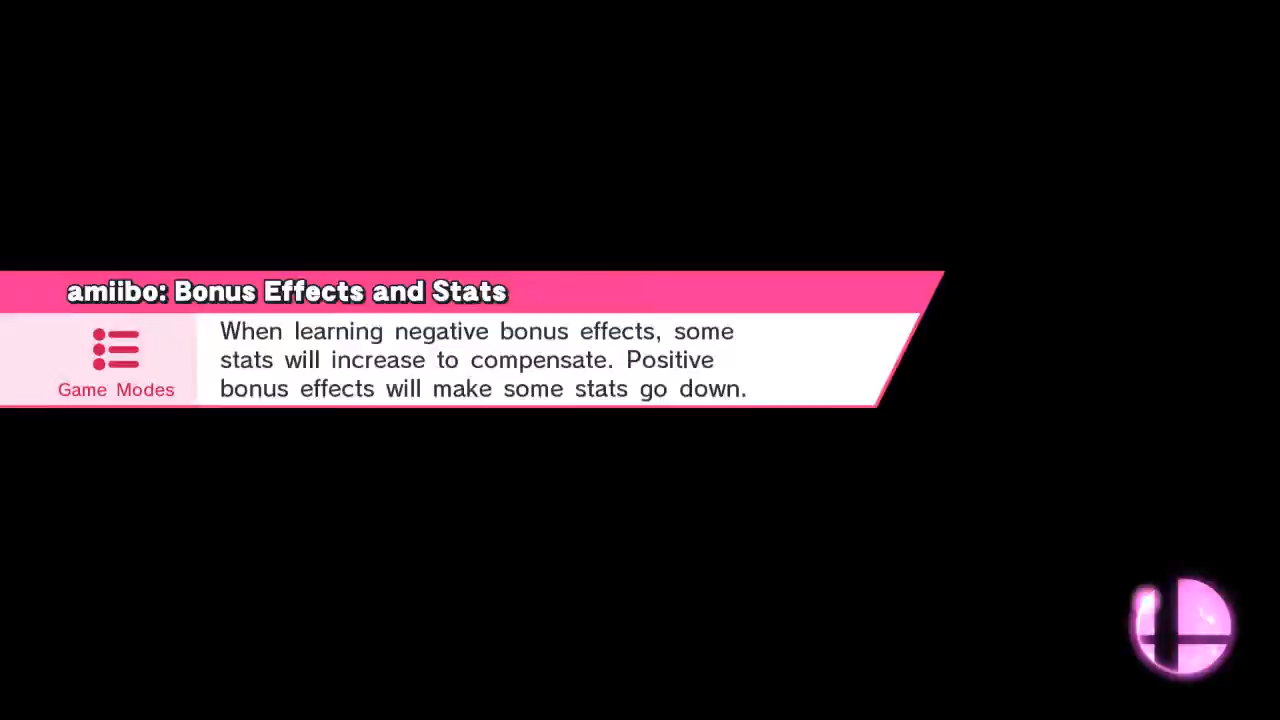 amiibo: Bonus Effects and Stats
Game Modes
When learning negative bonus effects, some
stats will increase to compensate. Positive
bonus effects will make some stats go down.